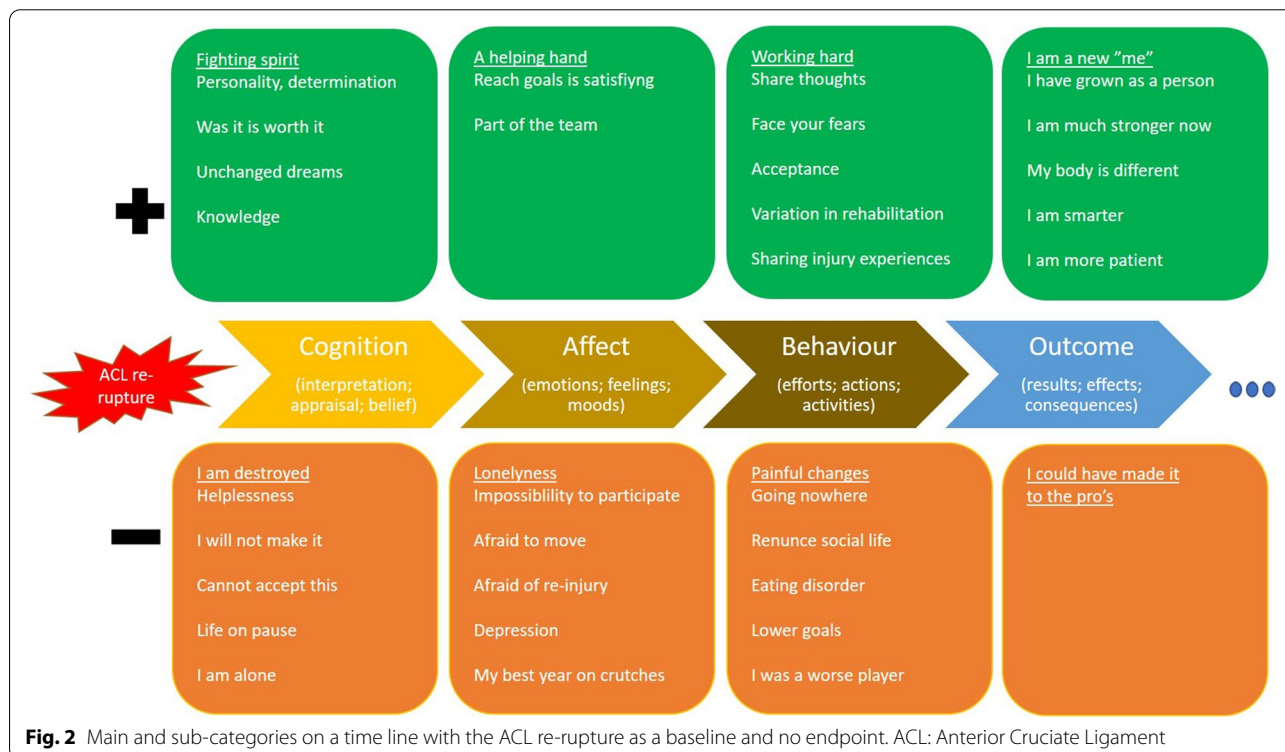 Fighting spirit
Personality, determination
Was it is worth it
Unchanged dreams
Knowledge
A helping hand
Reach goals is satisfiyng
Part of the team
Working hard
Share thoughts
Face your fears
Acceptance
Variation in rehabilitation
Sharing injury experiences
I am a new ”me”
I have grown as a person
I am much stronger now
My body is different
I am smarter
I am more patient
ACL re-
rupture
Cognition
(interpretation;
appraisal; belief)
Affect
(emotions; feelings;
moods)
Behaviour
(efforts; actions;
activities)
Outcome
(results; effects;
consequences)
I am destroyed
Helplessness
I will not make it
Cannot accept this
Life on pause
I am alone
Lonelyness
Impossiblility to participate
Afraid to move
Afraid of re-injury
Depression
My best year on crutches
Painful changes
Going nowhere
Renunce social life
Eating disorder
Lower goals
I was a worse player
I could have made it
to the pro’s
Fig. 2 Main and sub-categories on a time line with the ACL re-rupture as a baseline and no endpoint. ACL: Anterior Cruciate Ligament